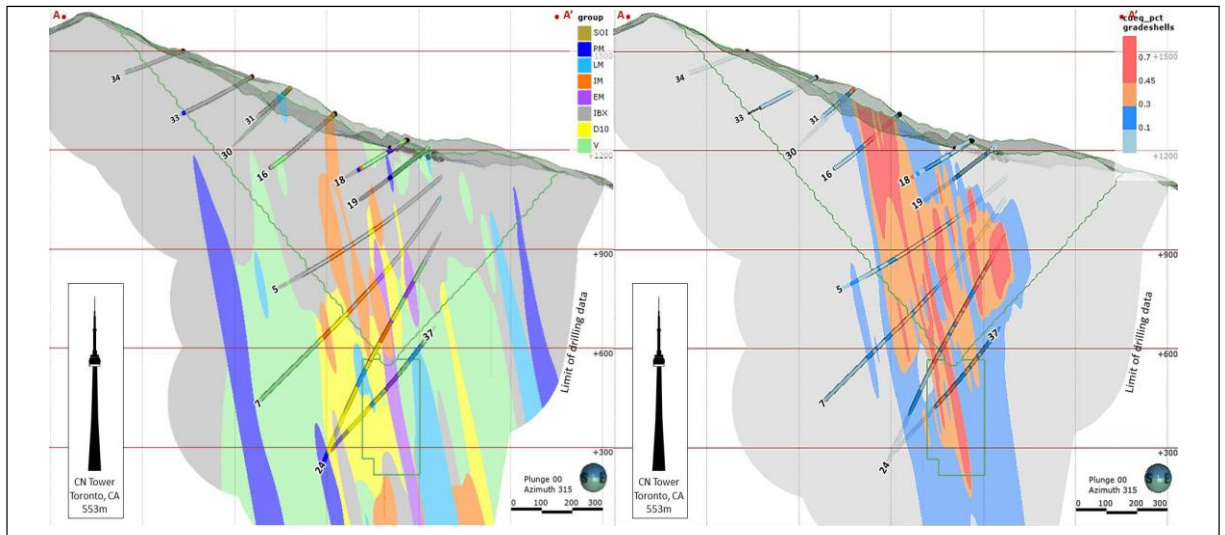 A
A'
group
SOI
PM
LM
IM
EM
IBX
D10
V
+1500
+1200
+900
+600
+300
34
33
31
30
16
18
19
5
7
37
24
Limit of drilling data
CN Tower
Toronto, CA
553m
Plunge 00
Azimuth 315
S E
0 100 200 300
A
A'
cueq_pct
gradeshells
0.7
0.45
0.3
0.1
+1500
+1200
+900
+600
+300
34
33
31
30
16
18
19
5
7
37
24
Limit of drilling data
CN Tower
Toronto, CA
553m
Plunge 00
Azimuth 315
S E
0 100 200 300